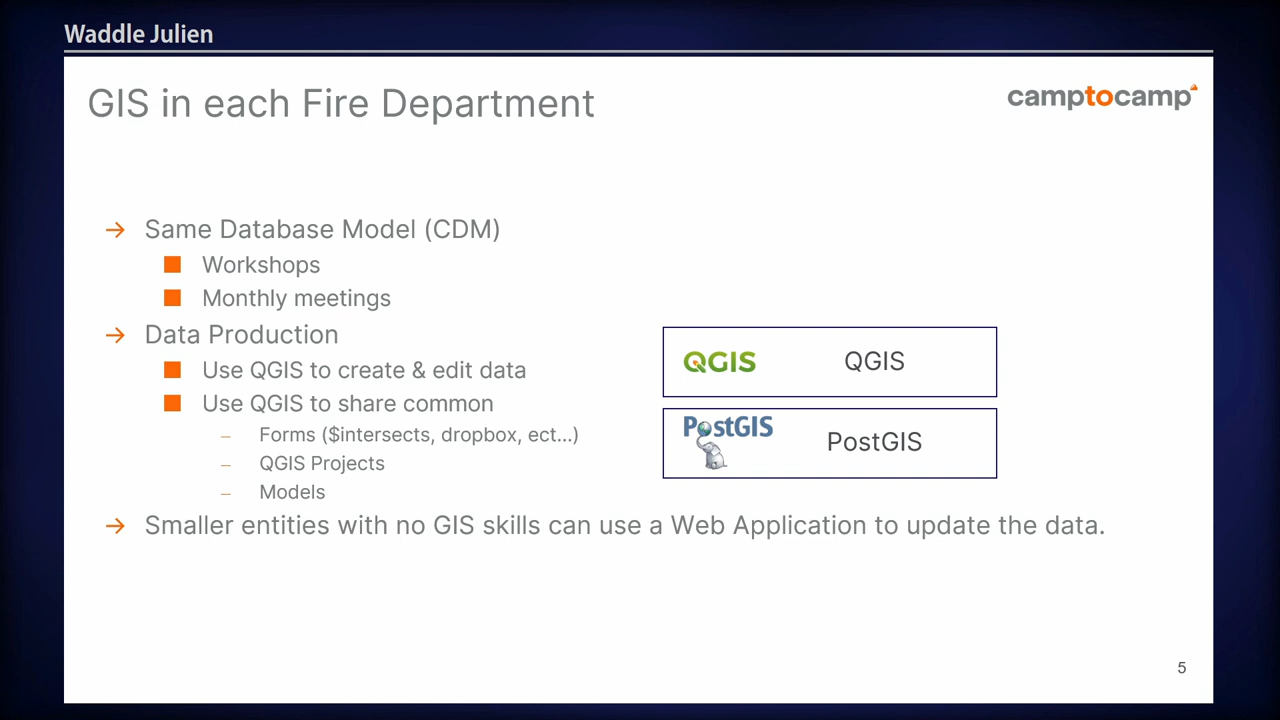 Waddle Julien
GIS in each Fire Department
camptocamp
→ Same Database Model (CDM)
■ Workshops
■ Monthly meetings
→ Data Production
■ Use QGIS to create & edit data
■ Use QGIS to share common
– Forms ($intersects, dropbox, ect...)
– QGIS Projects
– Models
→ Smaller entities with no GIS skills can use a Web Application to update the data.
QGIS QGIS
PostGIS PostGIS
5